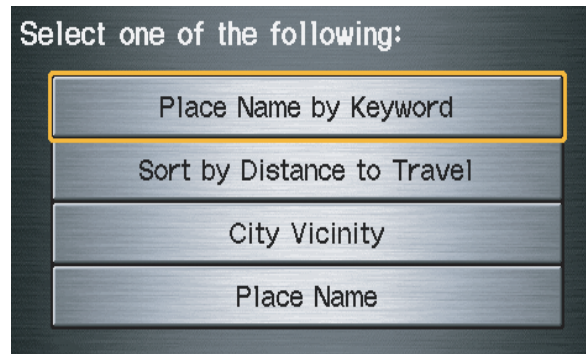 Select one of the following:
Place Name by Keyword
Sort by Distance to Travel
City Vicinity
Place Name